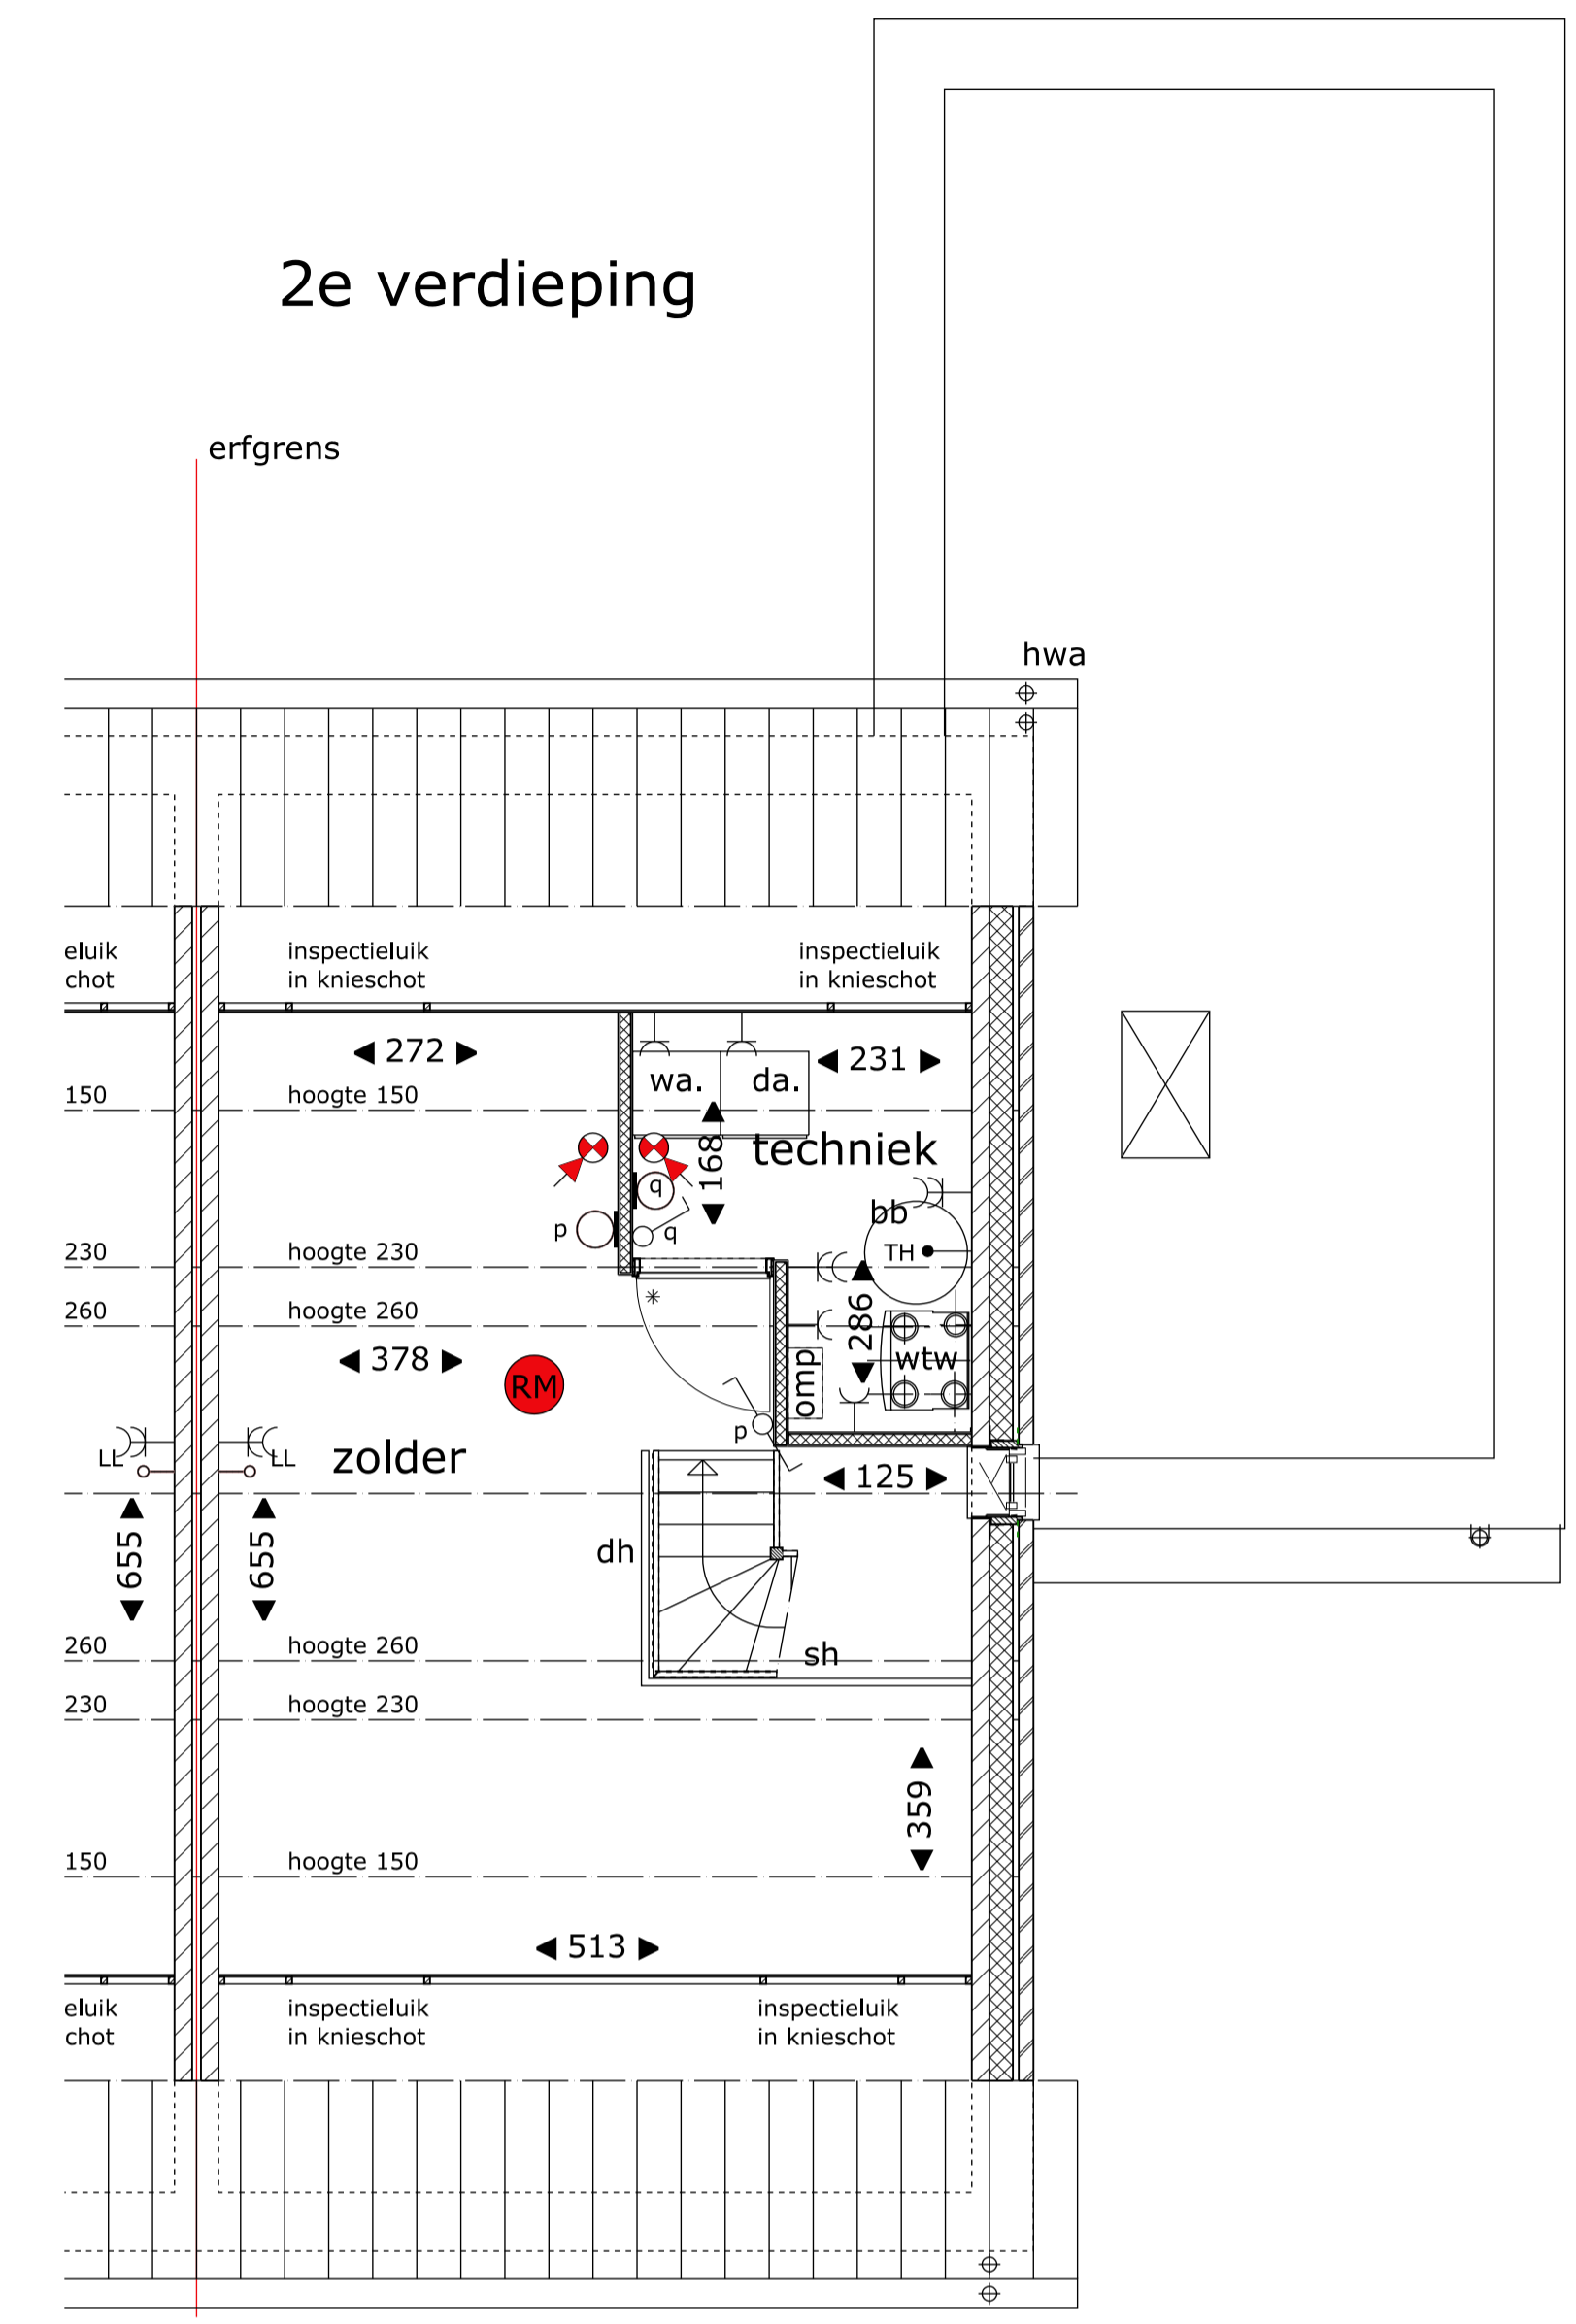 2e verdieping
erfgrens
hwa
eluik
chot
inspectieluik
in knieschot
inspectieluik
in knieschot
272
231
wa.
da.
150
hoogte 150
168
techniek
q
bb
p
q
230
hoogte 230
TH
*
260
hoogte 260
286
378
RM
omp
wtw
p
LL
LL
zolder
125
655
655
dh
260
hoogte 260
sh
230
hoogte 230
359
150
hoogte 150
513
eluik
chot
inspectieluik
in knieschot
inspectieluik
in knieschot